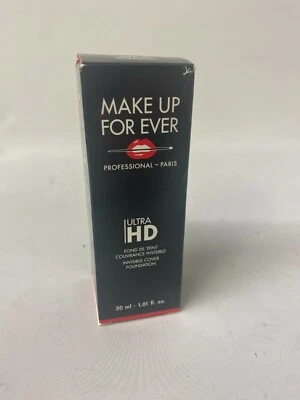 MAKE UP
FOR EVER
PROFESSIONAL – PARIS
ULTRA
HD
FOND DE TEINT
COUVRANCE INVISIBLE
INVISIBLE COVER
FOUNDATION
30 ml - 1.01 fl. oz.